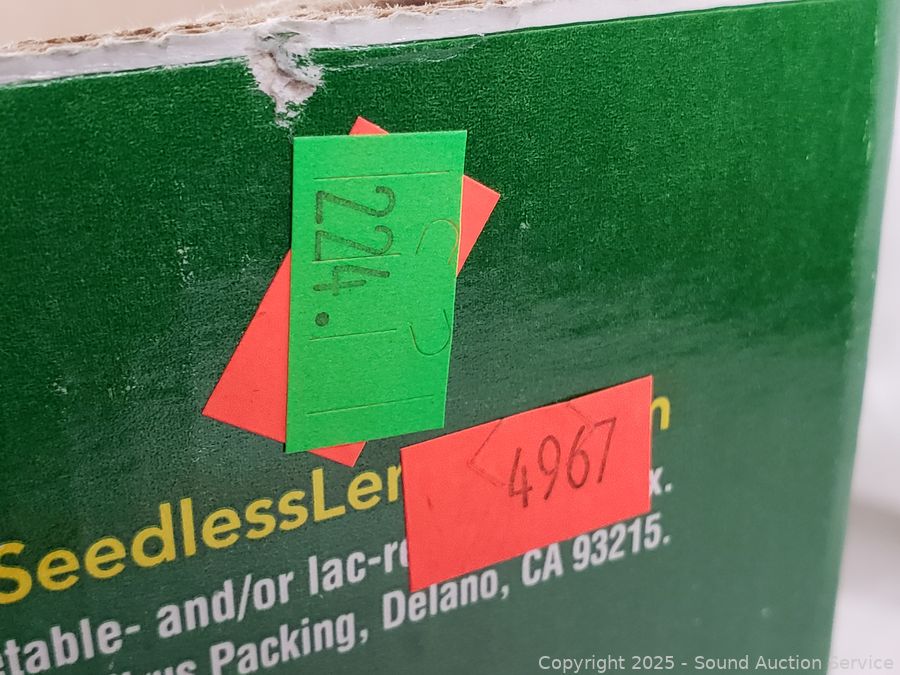 224.
4967
SeedlessLe n
etable- and/or lac-r x.
Packing, Delano, CA 93215.
Copyright 2025 - Sound Auction Service